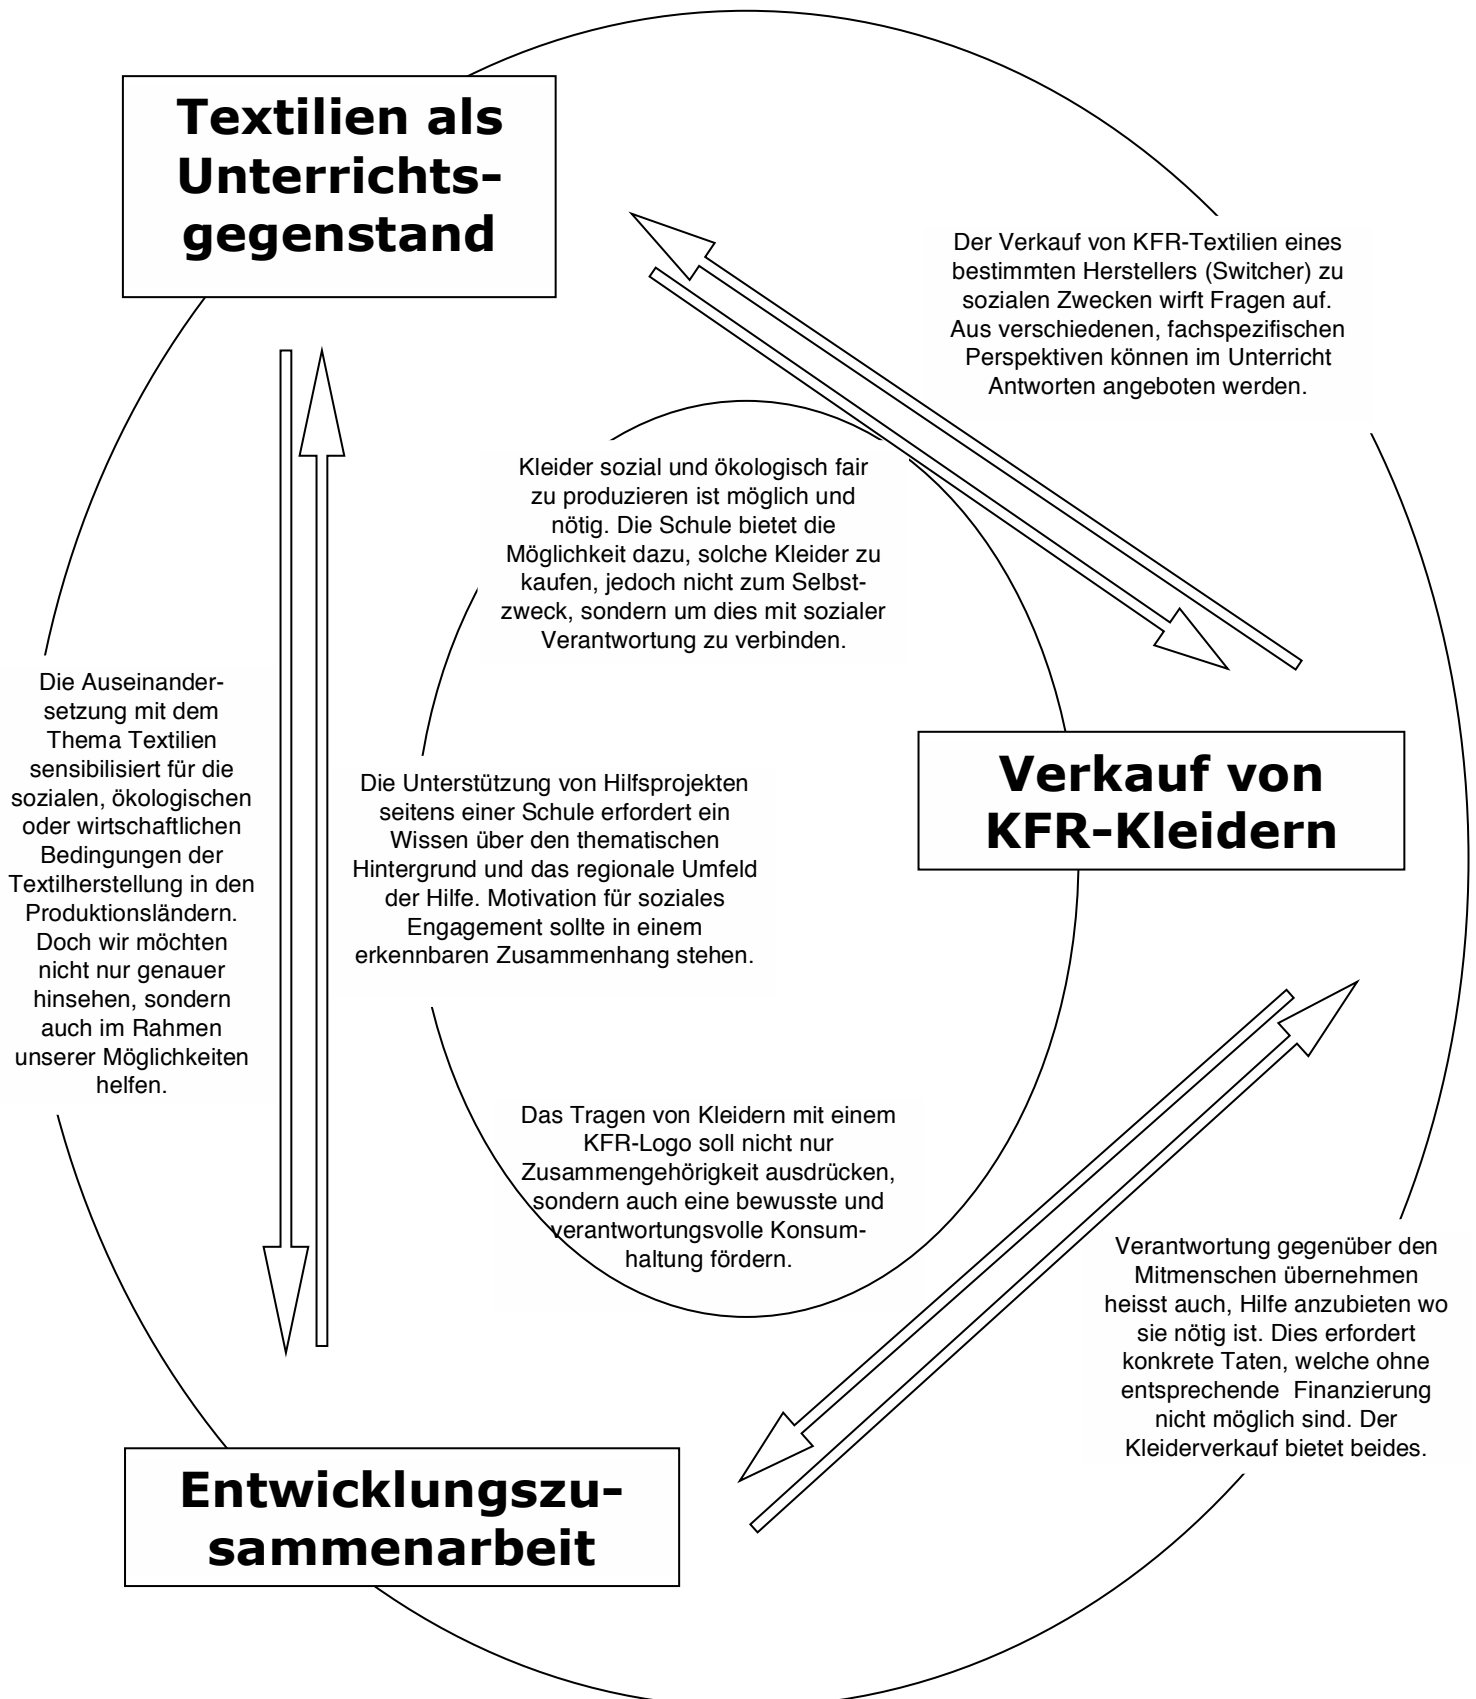 Textilien als
Unterrichts-
gegenstand
Der Verkauf von KFR-Textilien eines
bestimmten Herstellers (Switcher) zu
sozialen Zwecken wirft Fragen auf.
Aus verschiedenen, fachspezifischen
Perspektiven können im Unterricht
Antworten angeboten werden.
Kleider sozial und ökologisch fair
zu produzieren ist möglich und
nötig. Die Schule bietet die
Möglichkeit dazu, solche Kleider zu
kaufen, jedoch nicht zum Selbst-
zweck, sondern um dies mit sozialer
Verantwortung zu verbinden.
Die Auseinander-
setzung mit dem
Thema Textilien
sensibilisiert für die
sozialen, ökologischen
oder wirtschaftlichen
Bedingungen der
Textilherstellung in den
Produktionsländern.
Doch wir möchten
nicht nur genauer
hinsehen, sondern
auch im Rahmen
unserer Möglichkeiten
helfen.
Die Unterstützung von Hilfsprojekten
seitens einer Schule erfordert ein
Wissen über den thematischen
Hintergrund und das regionale Umfeld
der Hilfe. Motivation für soziales
Engagement sollte in einem
erkennbaren Zusammenhang stehen.
Verkauf von
KFR-Kleidern
Das Tragen von Kleidern mit einem
KFR-Logo soll nicht nur
Zusammengehörigkeit ausdrücken,
sondern auch eine bewusste und
verantwortungsvolle Konsum-
haltung fördern.
Verantwortung gegenüber den
Mitmenschen übernehmen
heisst auch, Hilfe anzubieten wo
sie nötig ist. Dies erfordert
konkrete Taten, welche ohne
entsprechende  Finanzierung
nicht möglich sind. Der
Kleiderverkauf bietet beides.
Entwicklungszu-
sammenarbeit